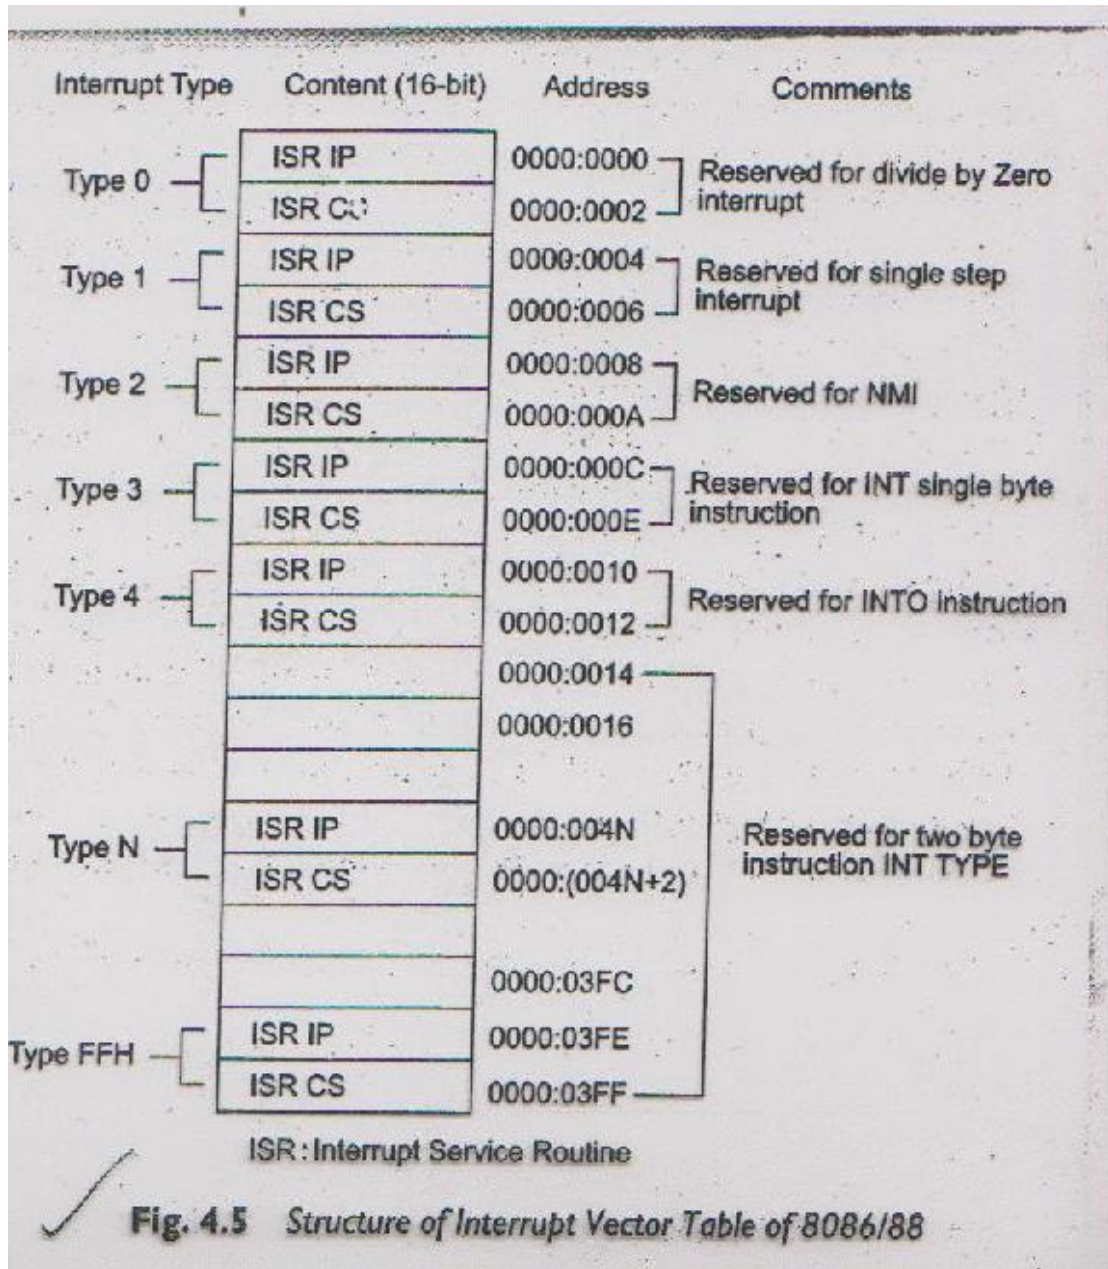 Interrupt Type Content (16-bit) Address Comments
Type 0
ISR IP 0000:0000
ISR 0000:0002
Reserved for divide by Zero
interrupt
Type 1
ISR IP 0000:0004
ISR CS 0000:0006
Reserved for single step
interrupt
Type 2
ISR IP 0000:0008
ISR CS 0000:000A
Reserved for NMI
Type 3
ISR IP 0000:000C
ISR CS 0000:000E
Reserved for INT single byte
instruction
Type 4
ISR IP 0000:0010
ISR CS 0000:0012
Reserved for INTO instruction
0000:0014
0000:0016
Type N
ISR IP 0000:004N
ISR CS 0000:(004N+2)
Reserved for two byte
instruction INT TYPE
0000:03FC
Type FFH
ISR IP 0000:03FE
ISR CS 0000:03FF
ISR : Interrupt Service Routine
Fig. 4.5 Structure of Interrupt Vector Table of 8086/88